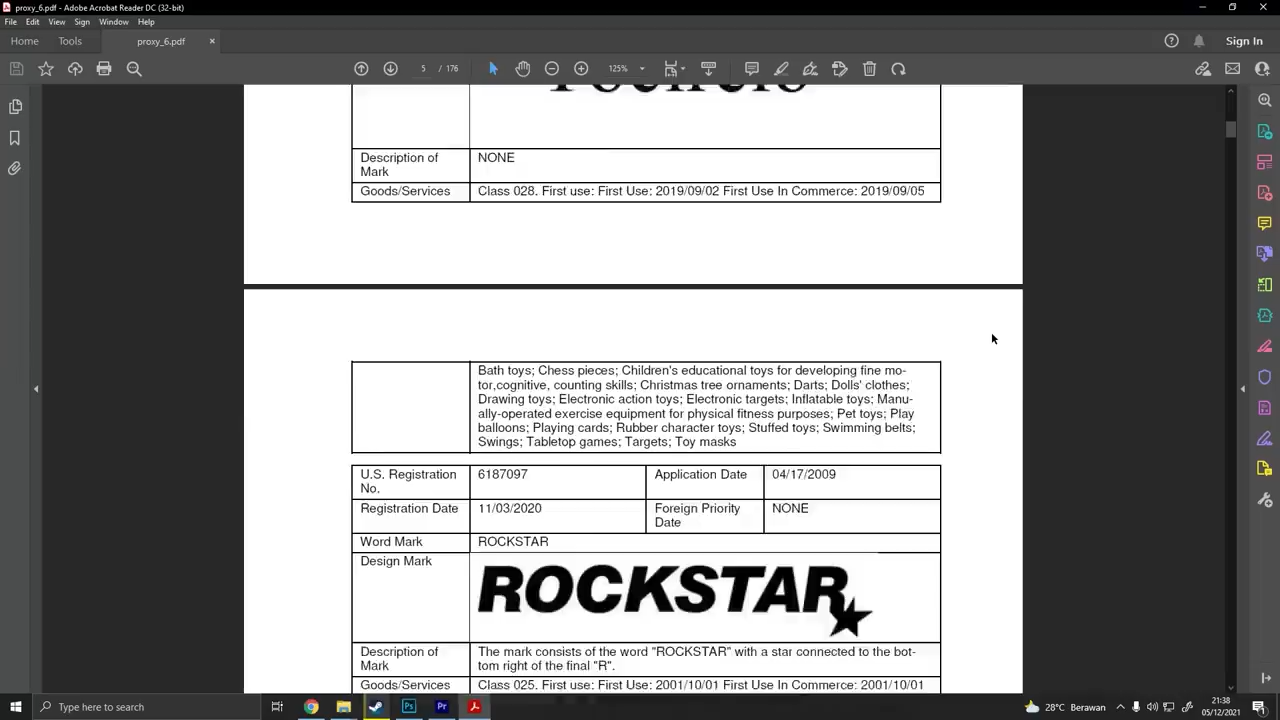 proxy_6.pdf - Adobe Acrobat Reader DC (32-bit)
File Edit View Sign Window Help
Home Tools proxy_6.pdf × Sign In
5 / 176 125%
Description of
Mark
NONE
Goods/Services
Class 028. First use: First Use: 2019/09/02 First Use In Commerce: 2019/09/05
Bath toys; Chess pieces; Children's educational toys for developing fine mo-
tor,cognitive, counting skills; Christmas tree ornaments; Darts; Dolls' clothes;
Drawing toys; Electronic action toys; Electronic targets; Inflatable toys; Manu-
ally-operated exercise equipment for physical fitness purposes; Pet toys; Play
balloons; Playing cards; Rubber character toys; Stuffed toys; Swimming belts;
Swings; Tabletop games; Targets; Toy masks
U.S. Registration
No.
6187097
Application Date
04/17/2009
Registration Date
11/03/2020
Foreign Priority
Date
NONE
Word Mark
ROCKSTAR
Design Mark
ROCKSTAR
Description of
Mark
The mark consists of the word "ROCKSTAR" with a star connected to the bot-
tom right of the final "R".
Goods/Services
Class 025. First use: First Use: 2001/10/01 First Use In Commerce: 2001/10/01
Type here to search
28°C Berawan
21:38
05/12/2021